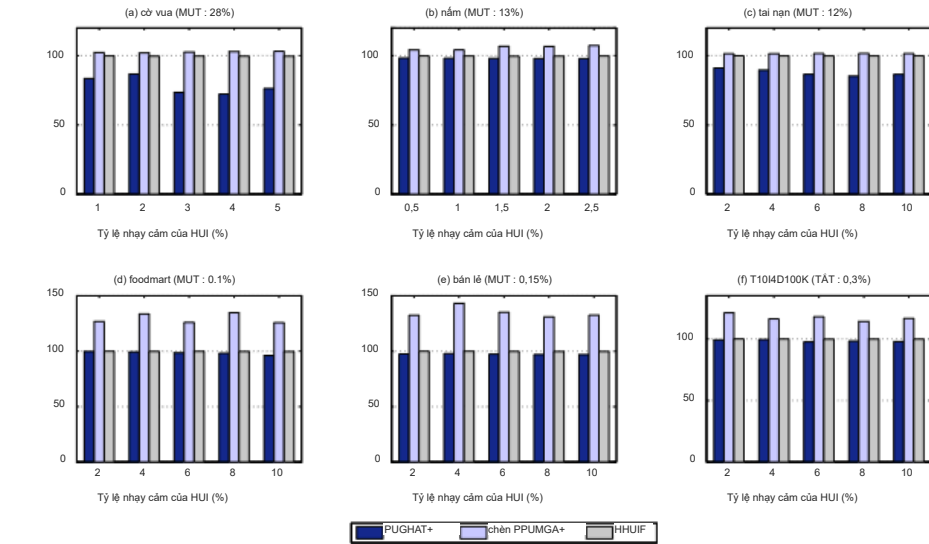 (a) cờ vua (MUT : 28%)
100
50
0
1 2 3 4 5
Tỷ lệ nhạy cảm của HUI (%)
(b) nấm (MUT : 13%)
100
50
0
0,5 1 1,5 2 2,5
Tỷ lệ nhạy cảm của HUI (%)
(c) tai nạn (MUT : 12%)
100
50
0
2 4 6 8 10
Tỷ lệ nhạy cảm của HUI (%)
(d) foodmart (MUT : 0.1%)
150
100
50
0
2 4 6 8 10
Tỷ lệ nhạy cảm của HUI (%)
(e) bán lẻ (MUT : 0,15%)
150
100
50
0
2 4 6 8 10
Tỷ lệ nhạy cảm của HUI (%)
(f) T10I4D100K (TẤT : 0,3%)
100
50
0
2 4 6 8 10
Tỷ lệ nhạy cảm của HUI (%)
PUGHAT+ chèn PPUMGA+ HHUIF